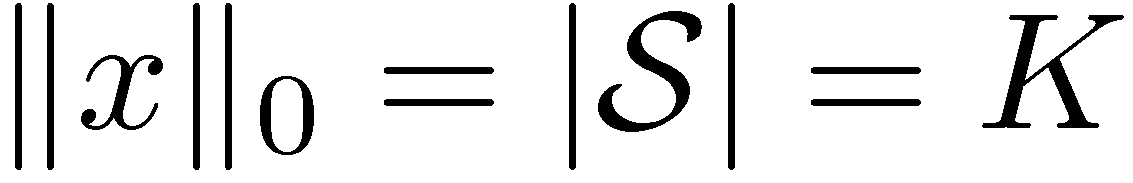 ‖x‖₀ = |𝒮| = K